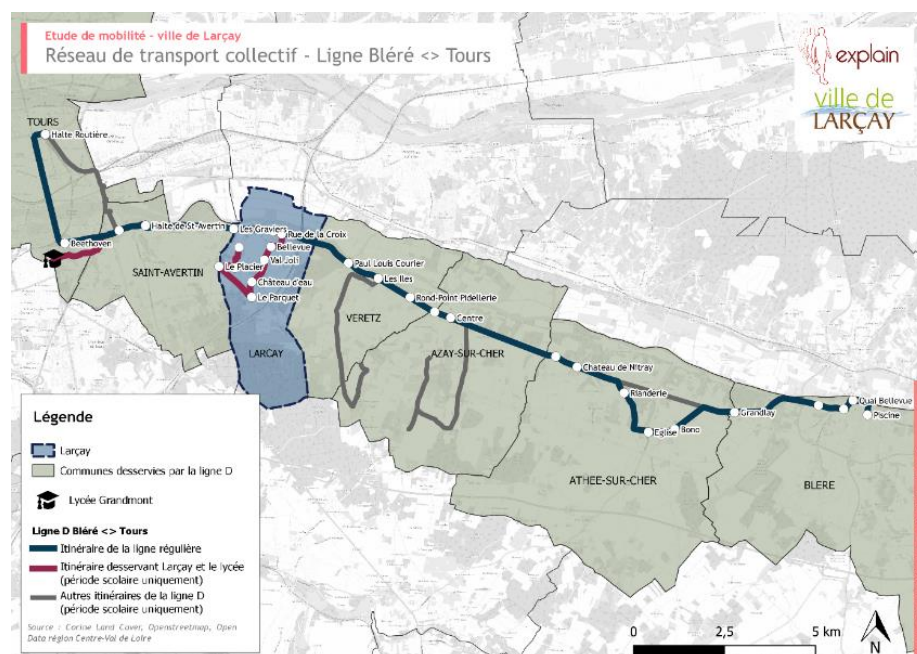 Etude de mobilité - ville de Larçay
Réseau de transport collectif - Ligne Bléré <> Tours
explain
ville de
LARÇAY
TOURS
Halte Routière
Beethoven
Halte de St-Avertin
Les Graviers
Rue de la Croix
Bellevue
Val Joli
Le Placier
Château d'eau
Le Parquet
SAINT-AVERTIN
LARÇAY
Paul Louis Courier
Les Iles
Rond-Point Pidellerie
Centre
VERETZ
AZAY-SUR-CHER
Chateau de Nitray
Rianderie
Eglise
Bono
Grandlay
Quai Bellevue
Piscine
ATHEE-SUR-CHER
BLERE
Légende
Larçay
Communes desservies par la ligne D
Lycée Grandmont
Ligne D Bléré <> Tours
Itinéraire de la ligne régulière
Itinéraire desservant Larçay et le lycée
(période scolaire uniquement)
Autres itinéraires de la ligne D
(période scolaire uniquement)
Source : Corine Land Cover, Openstreetmap, Open
Data région Centre-Val de Loire
0 2,5 5 km
N